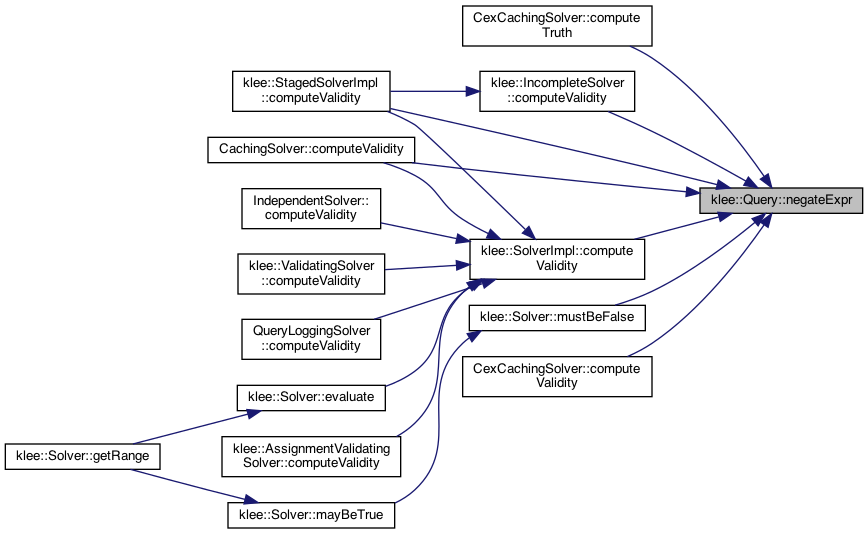 CexCachingSolver::compute
Truth
klee::StagedSolverImpl
::computeValidity
klee::IncompleteSolver
::computeValidity
CachingSolver::computeValidity
klee::Query::negateExpr
IndependentSolver::
computeValidity
klee::SolverImpl::compute
Validity
klee::ValidatingSolver
::computeValidity
QueryLoggingSolver
::computeValidity
klee::Solver::mustBeFalse
CexCachingSolver::compute
Validity
klee::Solver::evaluate
klee::AssignmentValidating
Solver::computeValidity
klee::Solver::getRange
klee::Solver::mayBeTrue